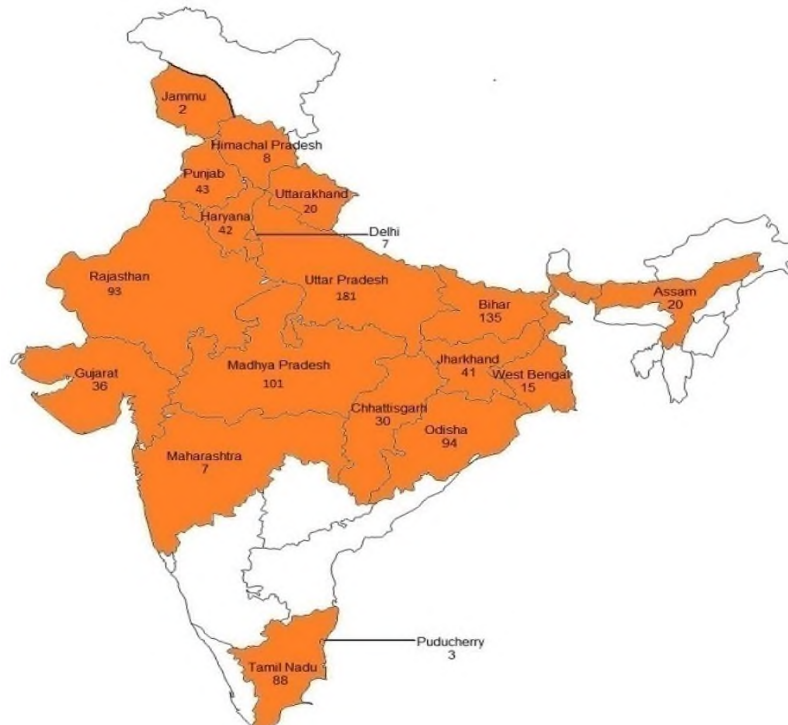 Jammu
2
Himachal Pradesh
8
Punjab
43
Uttarakhand
20
Haryana
42
Delhi
7
Rajasthan
93
Uttar Pradesh
181
Bihar
135
Assam
20
Gujarat
36
Madhya Pradesh
101
Jharkhand
41
West Bengal
15
Chhattisgarh
30
Odisha
94
Maharashtra
7
Puducherry
3
Tamil Nadu
88